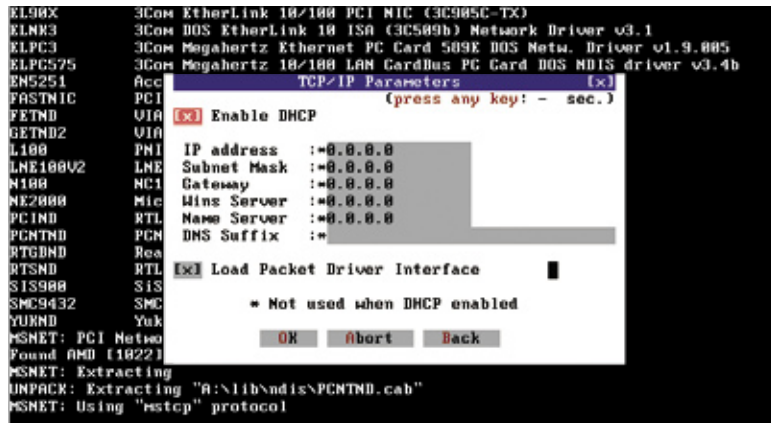 EL90X 3Com EtherLink 10/100 PCI NIC (3C905C-TX)
ELNK3 3Com DOS EtherLink 10 ISA (3C509b) Network Driver v3.1
ELPC3 3Com Megahertz Ethernet PC Card 589E DOS Netw. Driver v1.9.005
ELPC575 3Com Megahertz 10/100 LAN CardBus PC Card DOS NDIS driver v3.4b
EN5251 Acc
FASTNIC PCI
FETND VIA
GETND2 VIA
L100 PNI
LNE100V2 LNE
N100 NC1
NE2000 Mic
PCIND RTL
PCNTND PCN
RTGBND Rea
RTSND RTL
SIS900 SiS
SMC9432 SMC
YUKND Yuk
MSNET: PCI Netwo
Found AMD [1022]
MSNET: Extracting
UNPACK: Extracting "A:\lib\ndis\PCNTND.cab"
MSNET: Using "mstcp" protocol
TCP/IP Parameters [x]
(press any key: - sec.)
[x] Enable DHCP
IP address :*0.0.0.0
Subnet Mask :*0.0.0.0
Gateway :*0.0.0.0
Wins Server :*0.0.0.0
Name Server :*0.0.0.0
DNS Suffix :*
[x] Load Packet Driver Interface
* Not used when DHCP enabled
OK Abort Back